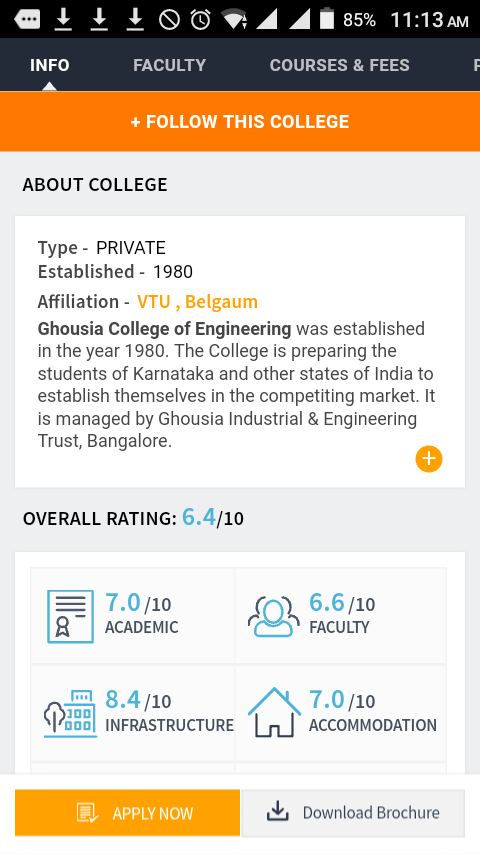 85% 11:13 AM
INFO FACULTY COURSES & FEES
+ FOLLOW THIS COLLEGE
ABOUT COLLEGE
Type - PRIVATE
Established - 1980
Affiliation - VTU , Belgaum
Ghousia College of Engineering was established
in the year 1980. The College is preparing the
students of Karnataka and other states of India to
establish themselves in the competiting market. It
is managed by Ghousia Industrial & Engineering
Trust, Bangalore.
OVERALL RATING: 6.4/10
7.0 /10 6.6 /10
ACADEMIC FACULTY
8.4 /10 7.0 /10
INFRASTRUCTURE ACCOMMODATION
APPLY NOW Download Brochure